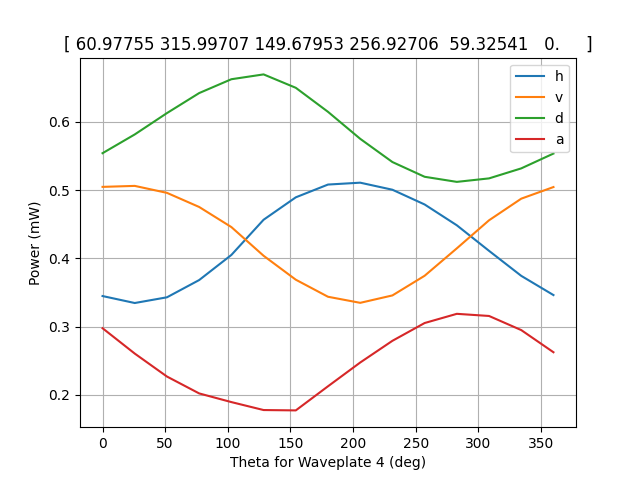 [ 60.97755 315.99707 149.67953 256.92706  59.32541   0.     ]
h
v
d
a
Power (mW)
0.6
0.5
0.4
0.3
0.2
0 50 100 150 200 250 300 350
Theta for Waveplate 4 (deg)